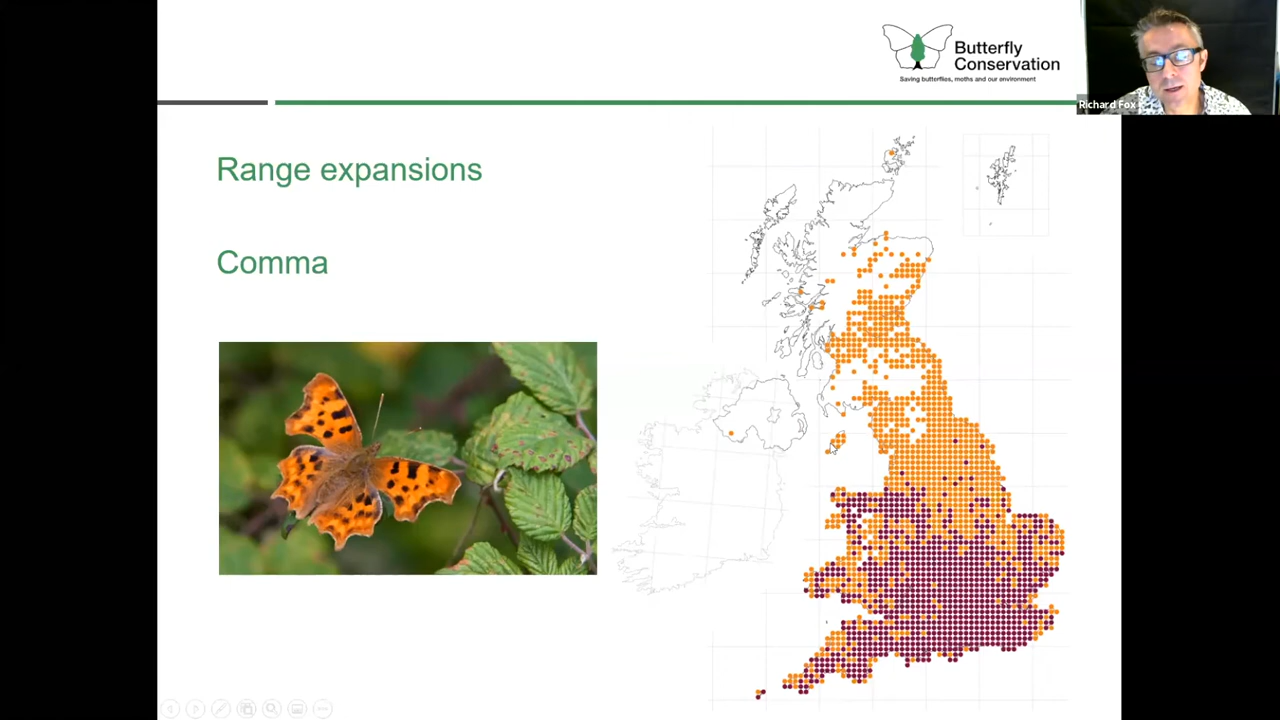 Butterfly
Conservation
Saving butterflies, moths and our environment
Richard Fox
Range expansions
Comma